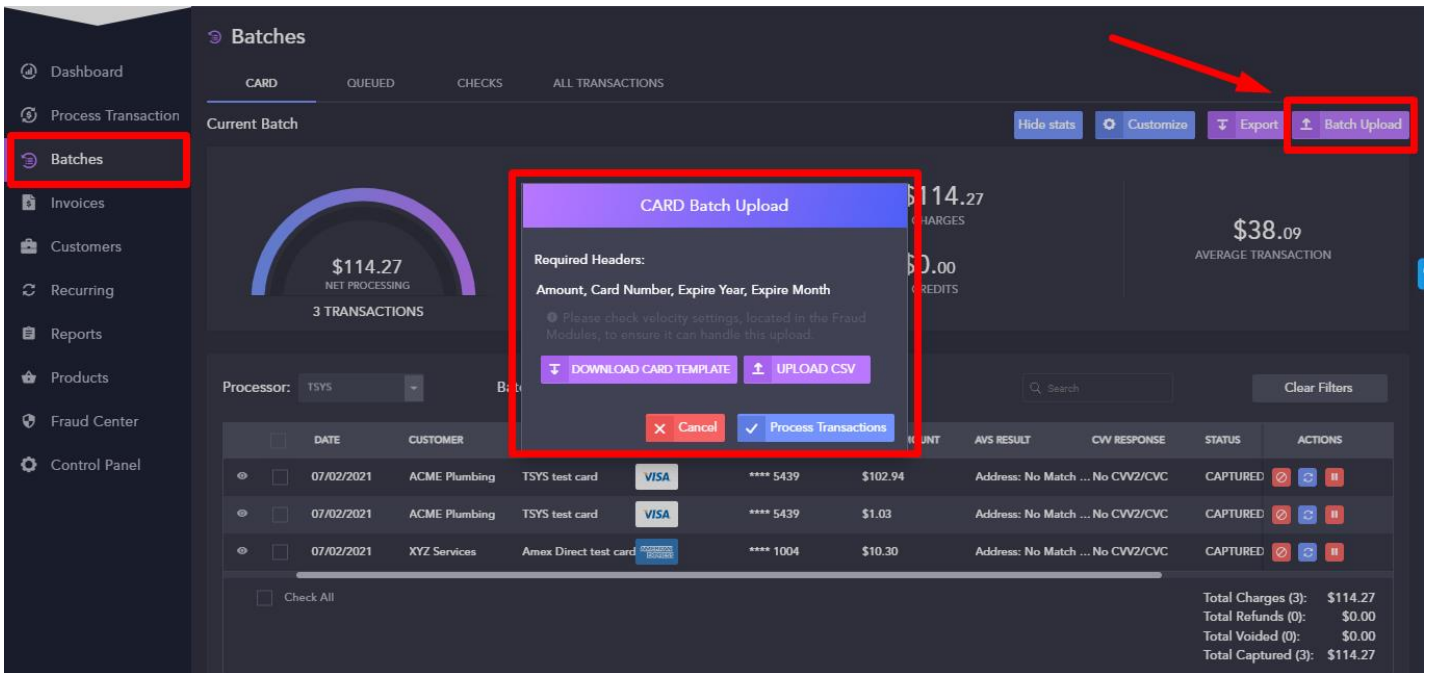 Batches
Dashboard
CARD QUEUED CHECKS ALL TRANSACTIONS
Process Transaction
Current Batch Hide stats Customize Export Batch Upload
Batches
Invoices
Customers
Recurring
Reports
Products
Fraud Center
Control Panel
$114.27
NET PROCESSING
3 TRANSACTIONS
CARD Batch Upload
Required Headers:
Amount, Card Number, Expire Year, Expire Month
Please check velocity settings, located in the Fraud
Modules, to ensure it can handle this upload.
DOWNLOAD CARD TEMPLATE UPLOAD CSV
Cancel Process Transactions
$114.27
HARGES
.00
REDITS
$38.09
AVERAGE TRANSACTION
Processor: TSYS Search Clear Filters
DATE CUSTOMER AVS RESULT CVV RESPONSE STATUS ACTIONS
07/02/2021 ACME Plumbing TSYS test card VISA **** 5439 $102.94 Address: No Match ... No CVV2/CVC CAPTURED
07/02/2021 ACME Plumbing TSYS test card VISA **** 5439 $1.03 Address: No Match ... No CVV2/CVC CAPTURED
07/02/2021 XYZ Services Amex Direct test card AMERICAN EXPRESS **** 1004 $10.30 Address: No Match ... No CVV2/CVC CAPTURED
Check All
Total Charges (3): $114.27
Total Refunds (0): $0.00
Total Voided (0): $0.00
Total Captured (3): $114.27